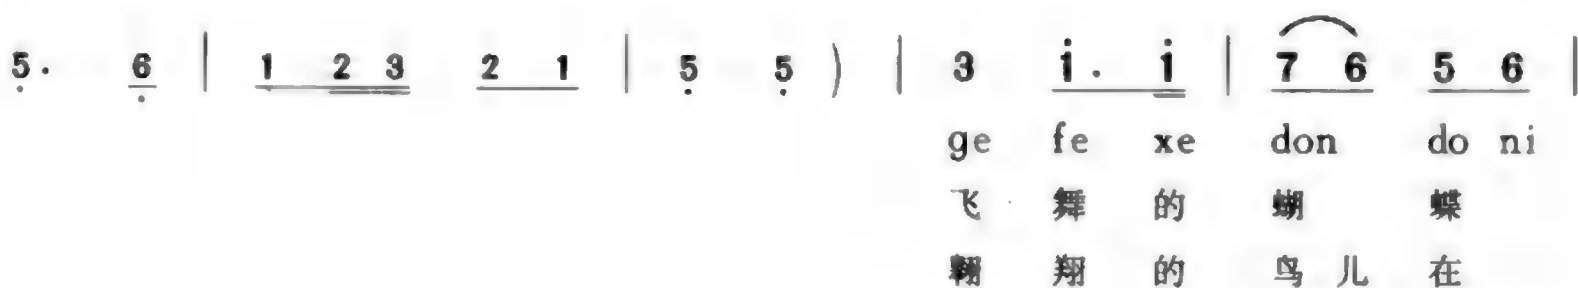 5. 6 | 1 2 3 2 1 | 5 5 ) | 3 i . i | 7 6 5 6 |
ge fe xe don do ni
飞 舞 的 蝴 蝶
翱 翔 的 鸟 儿 在